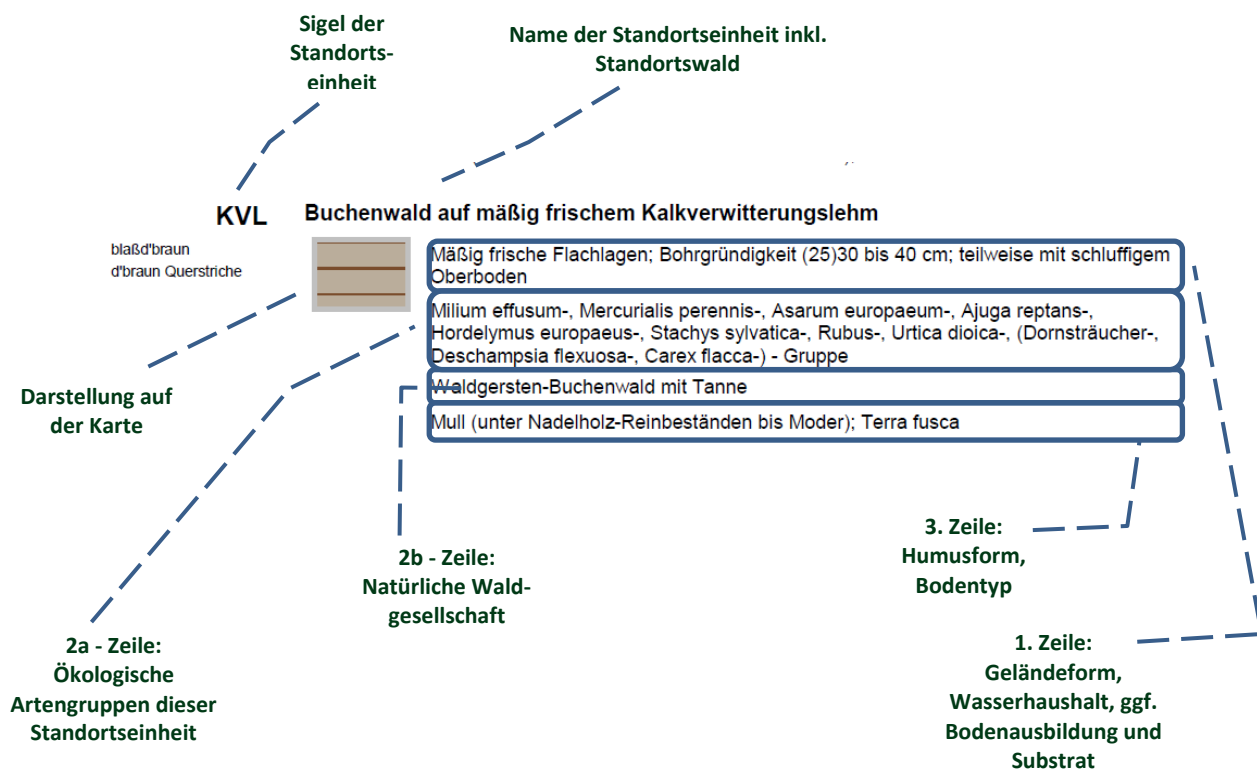 Sigel der
Standorts-
einheit
Name der Standortseinheit inkl.
Standortswald
KVL
Buchenwald auf mäßig frischem Kalkverwitterungslehm
blaßd'braun
d'braun Querstriche
Mäßig frische Flachlagen; Bohrgründigkeit (25)30 bis 40 cm; teilweise mit schluffigem
Oberboden
Milium effusum-, Mercurialis perennis-, Asarum europaeum-, Ajuga reptans-,
Hordelymus europaeus-, Stachys sylvatica-, Rubus-, Urtica dioica-, (Dornsträucher-,
Deschampsia flexuosa-, Carex flacca-) - Gruppe
Waldgersten-Buchenwald mit Tanne
Mull (unter Nadelholz-Reinbeständen bis Moder); Terra fusca
Darstellung auf
der Karte
2a - Zeile:
Ökologische
Artengruppen dieser
Standortseinheit
2b - Zeile:
Natürliche Wald-
gesellschaft
3. Zeile:
Humusform,
Bodentyp
1. Zeile:
Geländeform,
Wasserhaushalt, ggf.
Bodenausbildung und
Substrat